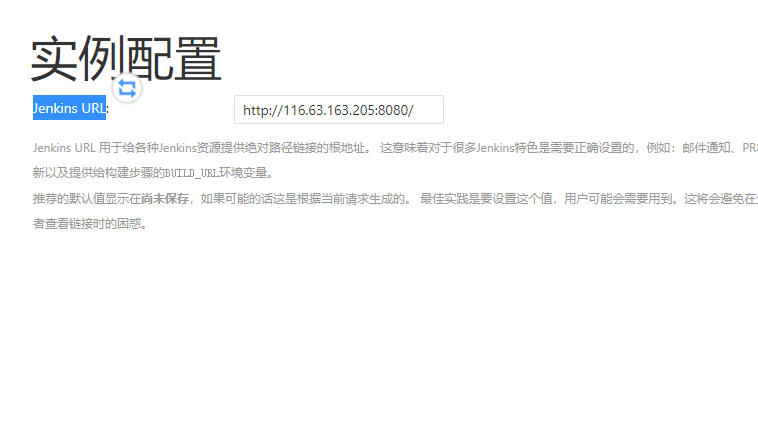 实例配置
Jenkins URL:
http://116.63.163.205:8080/
Jenkins URL 用于给各种Jenkins资源提供绝对路径链接的根地址。 这意味着对于很多Jenkins特色是需要正确设置的，例如：邮件通知、PR
新以及提供给构建步骤的BUILD_URL环境变量。
推荐的默认值显示在尚未保存，如果可能的话这是根据当前请求生成的。 最佳实践是要设置这个值，用户可能会需要用到。这将会避免在
者查看链接时的困惑。